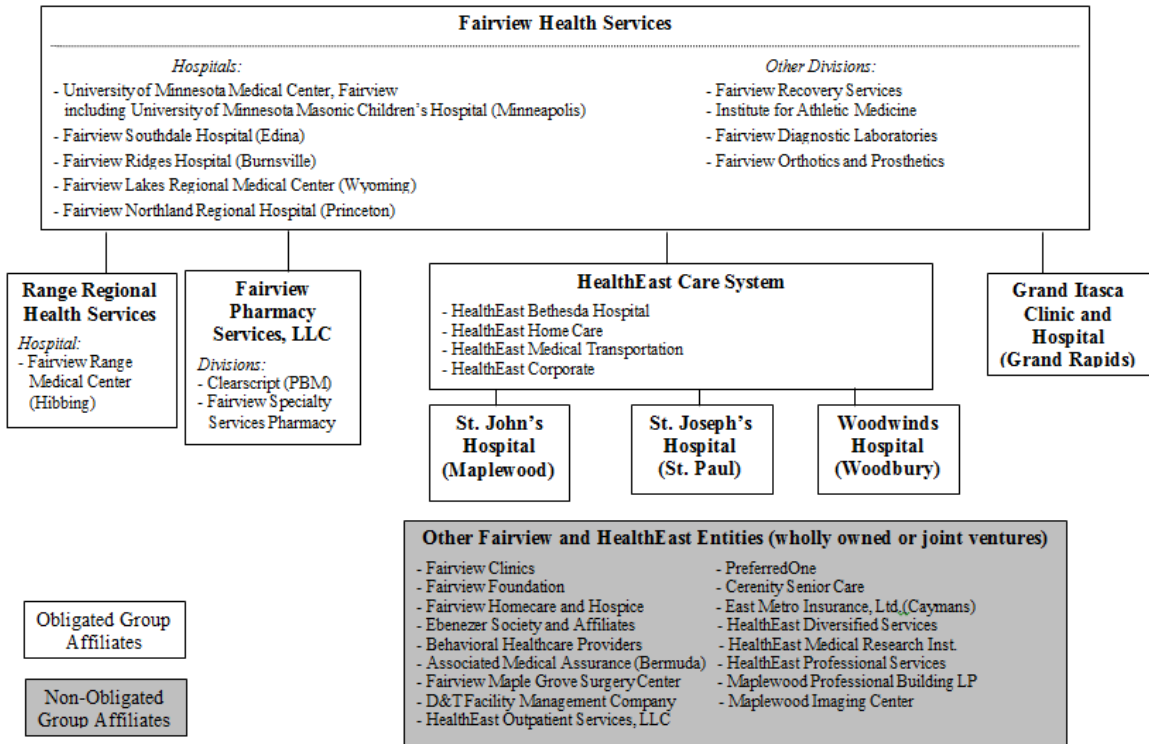 Fairview Health Services
Hospitals:
- University of Minnesota Medical Center, Fairview
including University of Minnesota Masonic Children's Hospital (Minneapolis)
- Fairview Southdale Hospital (Edina)
- Fairview Ridges Hospital (Burnsville)
- Fairview Lakes Regional Medical Center (Wyoming)
- Fairview Northland Regional Hospital (Princeton)
Other Divisions:
- Fairview Recovery Services
- Institute for Athletic Medicine
- Fairview Diagnostic Laboratories
- Fairview Orthotics and Prosthetics
Range Regional
Health Services
Hospital:
- Fairview Range
Medical Center
(Hibbing)
Fairview
Pharmacy
Services, LLC
Divisions:
- Clearscript (PBM)
- Fairview Specialty
Services Pharmacy
HealthEast Care System
- HealthEast Bethesda Hospital
- HealthEast Home Care
- HealthEast Medical Transportation
- HealthEast Corporate
Grand Itasca
Clinic and
Hospital
(Grand Rapids)
St. John's
Hospital
(Maplewood)
St. Joseph's
Hospital
(St. Paul)
Woodwinds
Hospital
(Woodbury)
Other Fairview and HealthEast Entities (wholly owned or joint ventures)
- Fairview Clinics
- Fairview Foundation
- Fairview Homecare and Hospice
- Ebenezer Society and Affiliates
- Behavioral Healthcare Providers
- Associated Medical Assurance (Bermuda)
- Fairview Maple Grove Surgery Center
- D&T Facility Management Company
- HealthEast Outpatient Services, LLC
- PreferredOne
- Cerenity Senior Care
- East Metro Insurance, Ltd,(Caymans)
- HealthEast Diversified Services
- HealthEast Medical Research Inst.
- HealthEast Professional Services
- Maplewood Professional Building LP
- Maplewood Imaging Center
Obligated Group
Affiliates
Non-Obligated
Group Affiliates